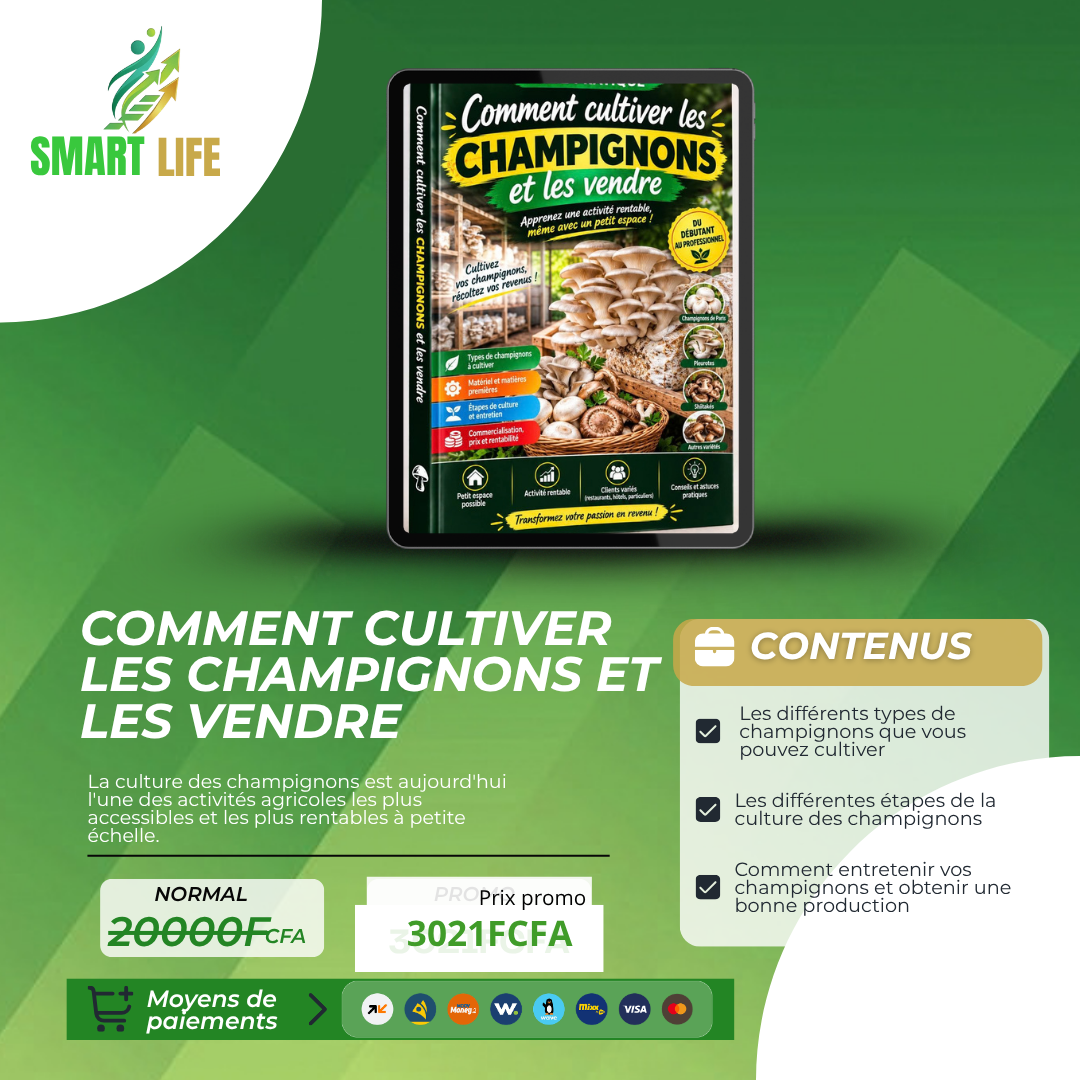 SMART LIFE
Comment cultiver les
CHAMPIGNONS
et les vendre
Apprenez une activité rentable,
même avec un petit espace !
DU
DÉBUTANT
AU PROFESSIONNEL
Cultivez
vos champignons,
récoltez vos revenus !
Comment cultiver les CHAMPIGNONS et les vendre
Champignons de Paris
Pleurotes
Shiitakés
Autres variétés
Types de champignons
à cultiver
Matériel et matières
premières
Étapes de culture
et entretien
Commercialisation,
prix et rentabilité
Petit espace
possible
Activité rentable
Clients variés
(restaurants, hôtels, particuliers)
Conseils et astuces
pratiques
Transformez votre passion en revenu !
COMMENT CULTIVER
LES CHAMPIGNONS ET
LES VENDRE
La culture des champignons est aujourd'hui
l'une des activités agricoles les plus
accessibles et les plus rentables à petite
échelle.
CONTENUS
Les différents types de
champignons que vous
pouvez cultiver
Les différentes étapes de la
culture des champignons
Comment entretenir vos
champignons et obtenir une
bonne production
NORMAL
20000FCFA
PROMO
Prix promo
3021FCFA
Moyens de
paiements
Money
W
wave
Mixx
VISA